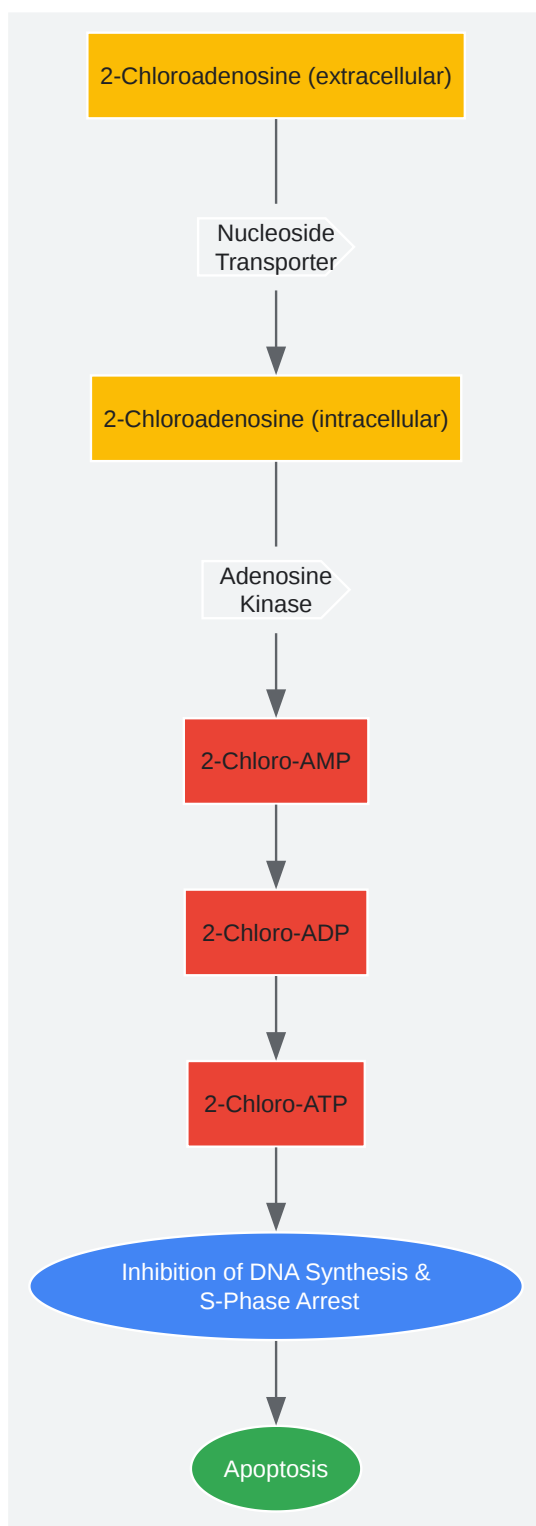 2-Chloroadenosine (extracellular)
Nucleoside
Transporter
2-Chloroadenosine (intracellular)
Adenosine
Kinase
2-Chloro-AMP
2-Chloro-ADP
2-Chloro-ATP
Inhibition of DNA Synthesis &
S-Phase Arrest
Apoptosis